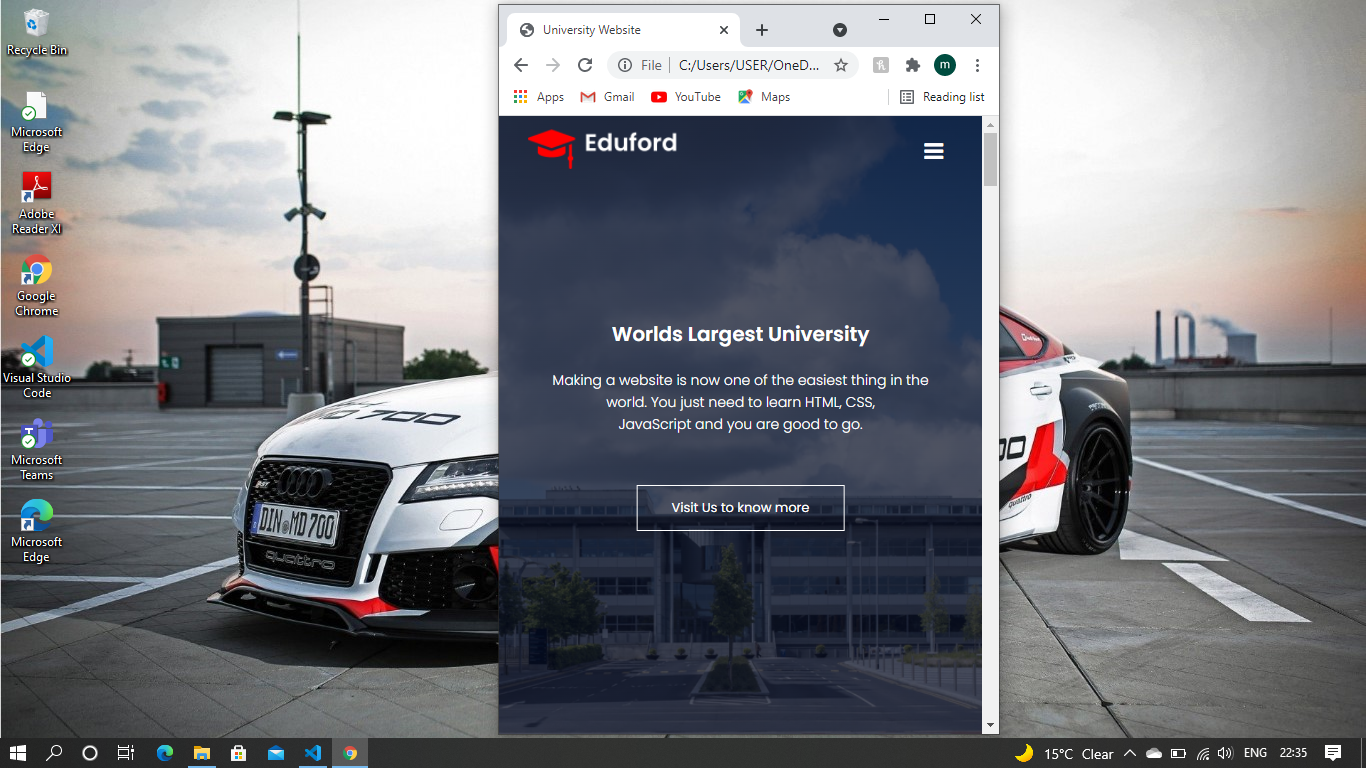 Recycle Bin
Microsoft
Edge
Adobe
Reader XI
Google
Chrome
Visual Studio
Code
Microsoft
Teams
Microsoft
Edge
University Website
File
C:/Users/USER/OneD...
m
Apps
Gmail
YouTube
Maps
Reading list
Eduford
Worlds Largest University
Making a website is now one of the easiest thing in the
world. You just need to learn HTML, CSS,
JavaScript and you are good to go.
Visit Us to know more
700
DIN MD 700
quattro
quattro
15°C Clear
ENG
22:35